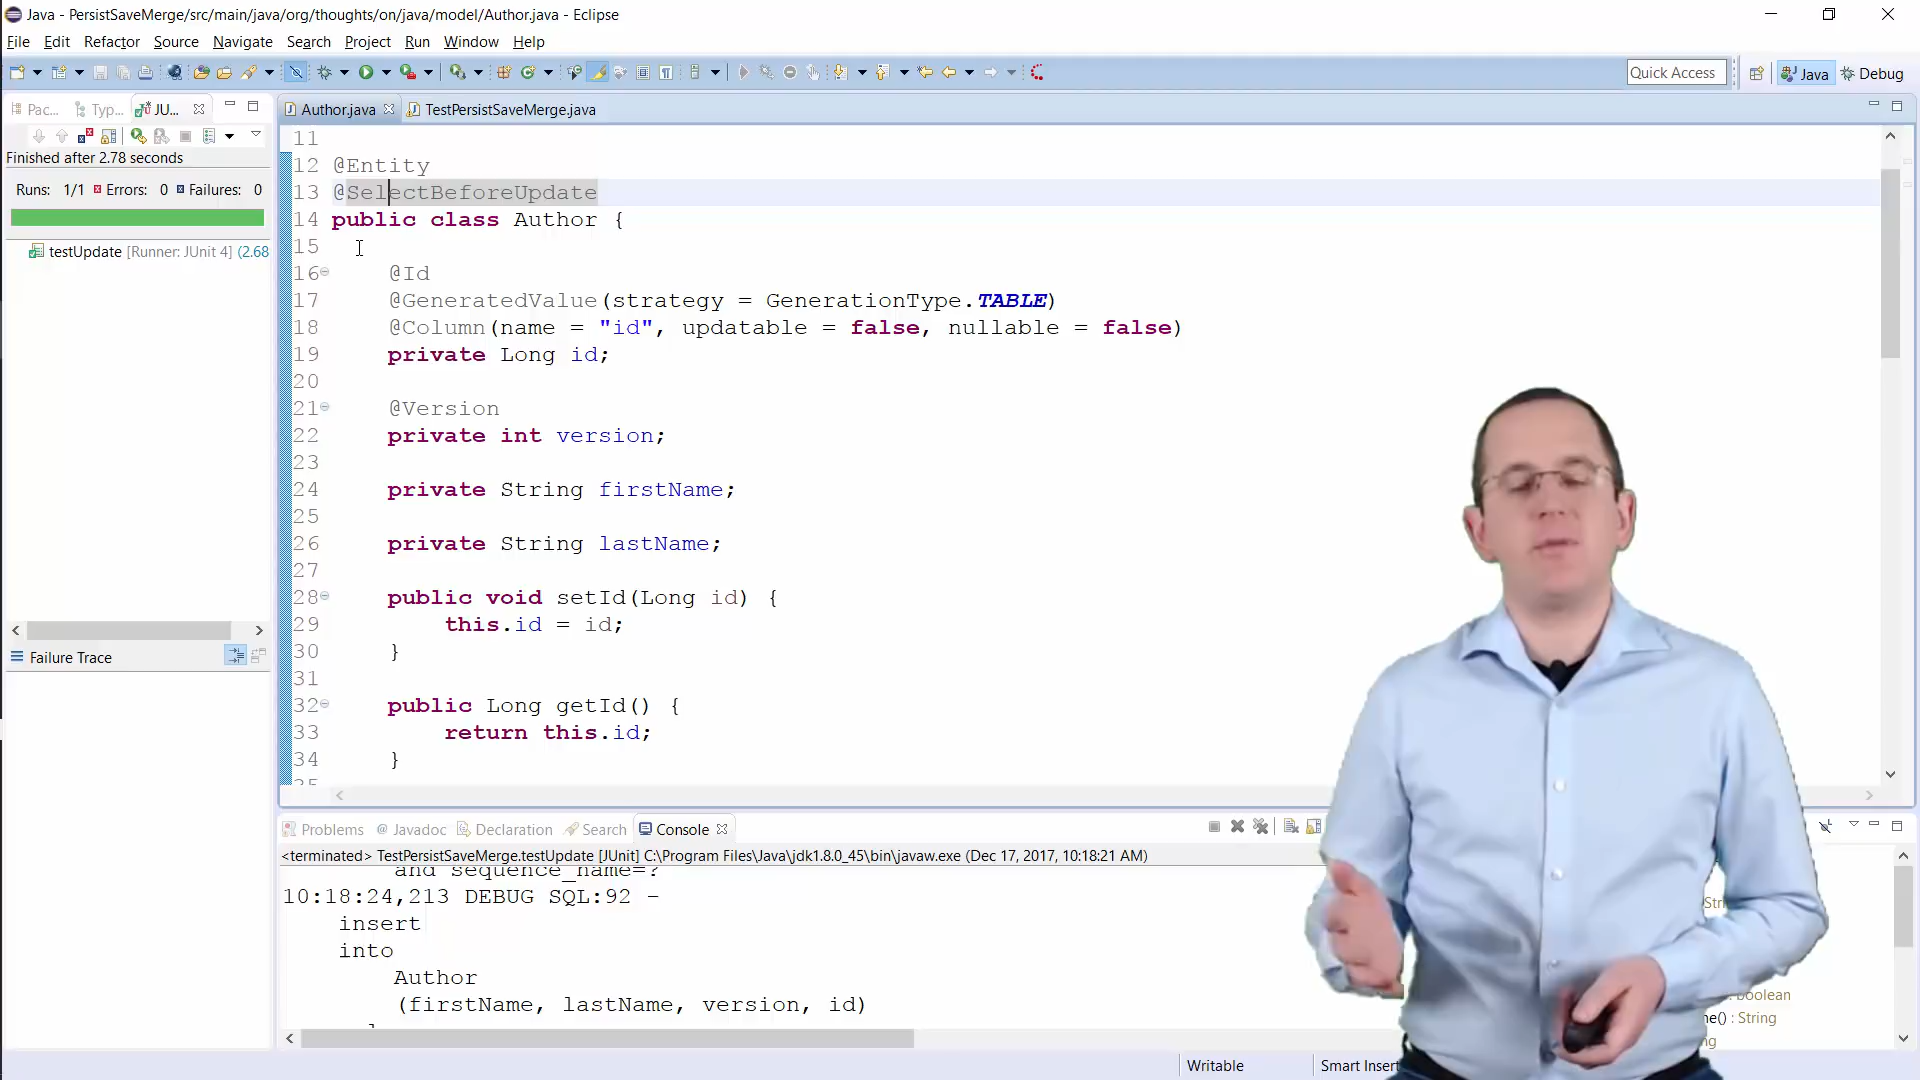 Java - PersistSaveMerge/src/main/java/org/thoughts/on/java/model/Author.java - Eclipse
File Edit Refactor Source Navigate Search Project Run Window Help
Quick Access Java Debug
Pac... Typ... JU...
Author.java TestPersistSaveMerge.java
Finished after 2.78 seconds
Runs: 1/1 Errors: 0 Failures: 0
testUpdate [Runner: JUnit 4] (2.68
Failure Trace
11
12 @Entity
13 @SelectBeforeUpdate
14 public class Author {
15
16 @Id
17 @GeneratedValue(strategy = GenerationType.TABLE)
18 @Column(name = "id", updatable = false, nullable = false)
19 private Long id;
20
21 @Version
22 private int version;
23
24 private String firstName;
25
26 private String lastName;
27
28 public void setId(Long id) {
29 this.id = id;
30 }
31
32 public Long getId() {
33 return this.id;
34 }
Problems @ Javadoc Declaration Search Console
<terminated> TestPersistSaveMerge.testUpdate [JUnit] C:\Program Files\Java\jdk1.8.0_45\bin\javaw.exe (Dec 17, 2017, 10:18:21 AM)
and sequence_name=?
10:18:24,213 DEBUG SQL:92 -
insert
into
Author
(firstName, lastName, version, id)
boolean
: String
Writable Smart Insert